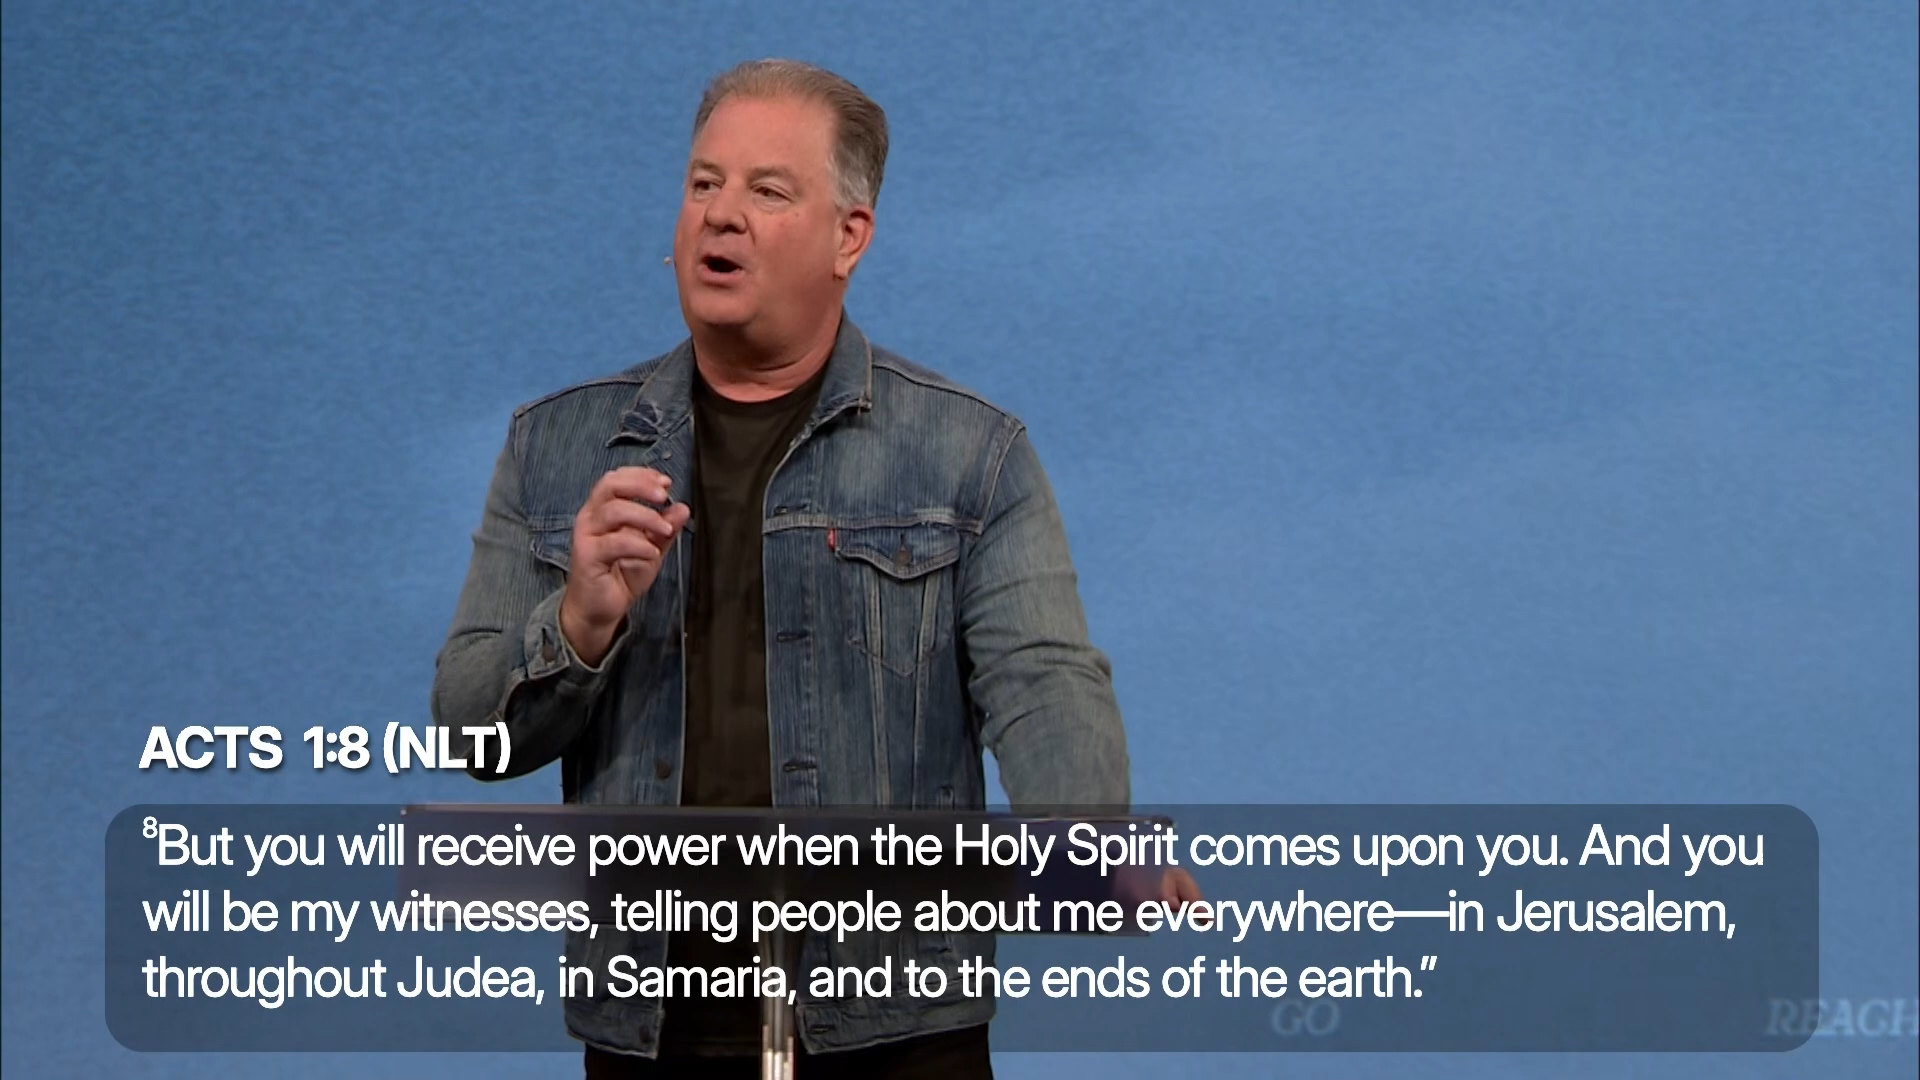 ACTS 1:8 (NLT)
⁸But you will receive power when the Holy Spirit comes upon you. And you
will be my witnesses, telling people about me everywhere—in Jerusalem,
throughout Judea, in Samaria, and to the ends of the earth.”
GO
REACH